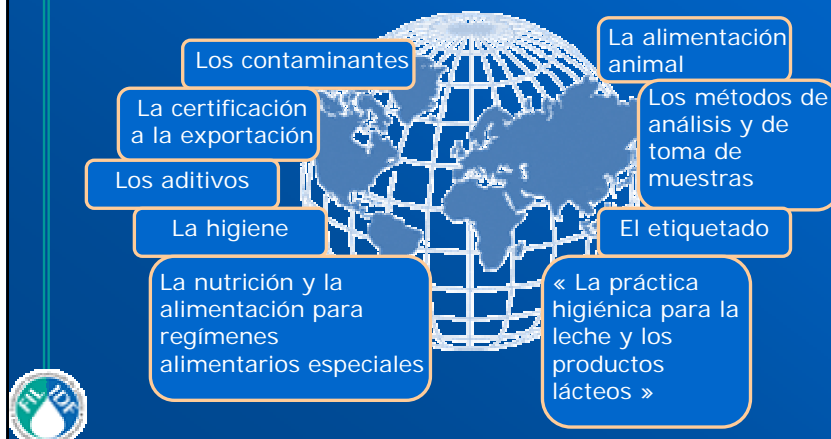 Los contaminantes
La certificación
a la exportación
Los aditivos
La higiene
La nutrición y la
alimentación para
regímenes
alimentarios especiales
La alimentación
animal
Los métodos de
análisis y de
toma de
muestras
El etiquetado
« La práctica
higiénica para la
leche y los
productos
lácteos »
FIL IDF